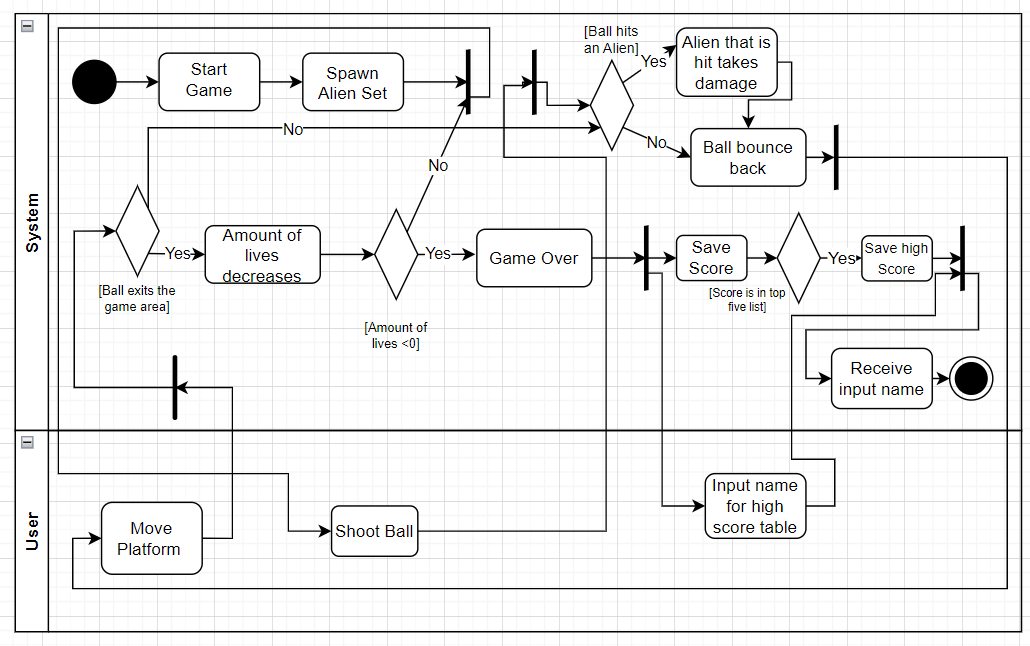 System
Start
Game
Spawn
Alien Set
[Ball hits
an Alien]
Yes
Alien that is
hit takes
damage
No
No
No
Ball bounce
back
Yes
Amount of
lives
decreases
Yes
Game Over
Save
Score
Yes
Save high
Score
[Ball exits the
game area]
[Amount of
lives <0]
[Score is in top
five list]
Receive
input name
User
Move
Platform
Shoot Ball
Input name
for high
score table